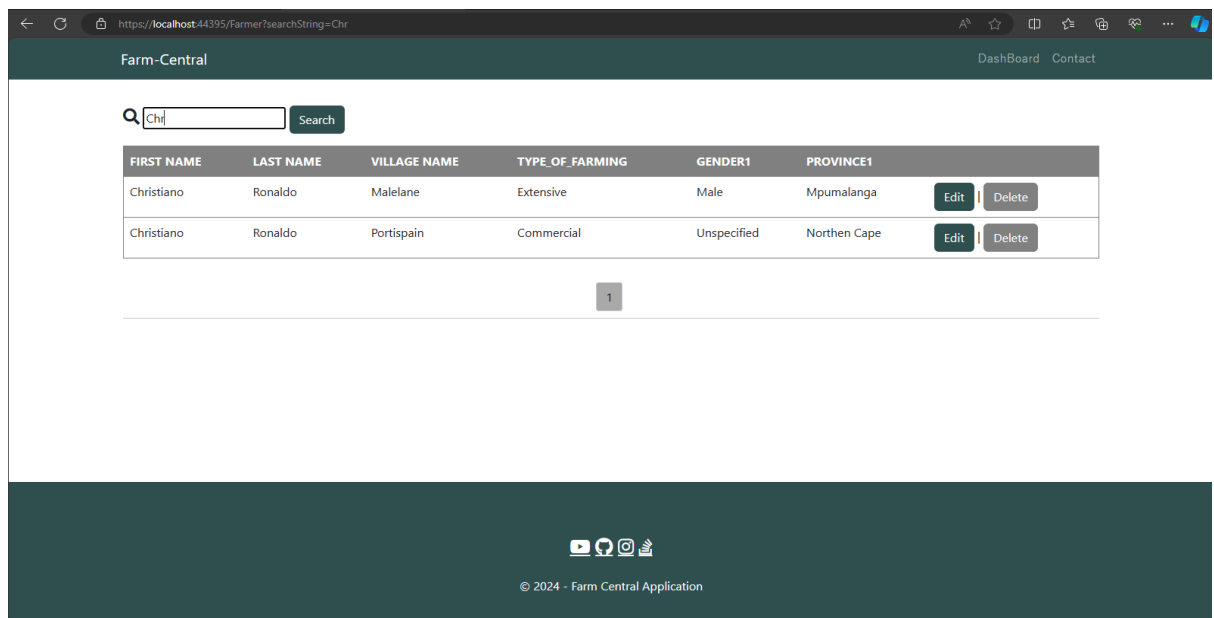 https://localhost:44395/Farmer?searchString=Chr
Farm-Central DashBoard Contact
Chr Search
FIRST NAME LAST NAME VILLAGE NAME TYPE_OF_FARMING GENDER1 PROVINCE1
Christiano Ronaldo Malelane Extensive Male Mpumalanga Edit | Delete
Christiano Ronaldo Portispain Commercial Unspecified Northen Cape Edit | Delete
1
© 2024 - Farm Central Application